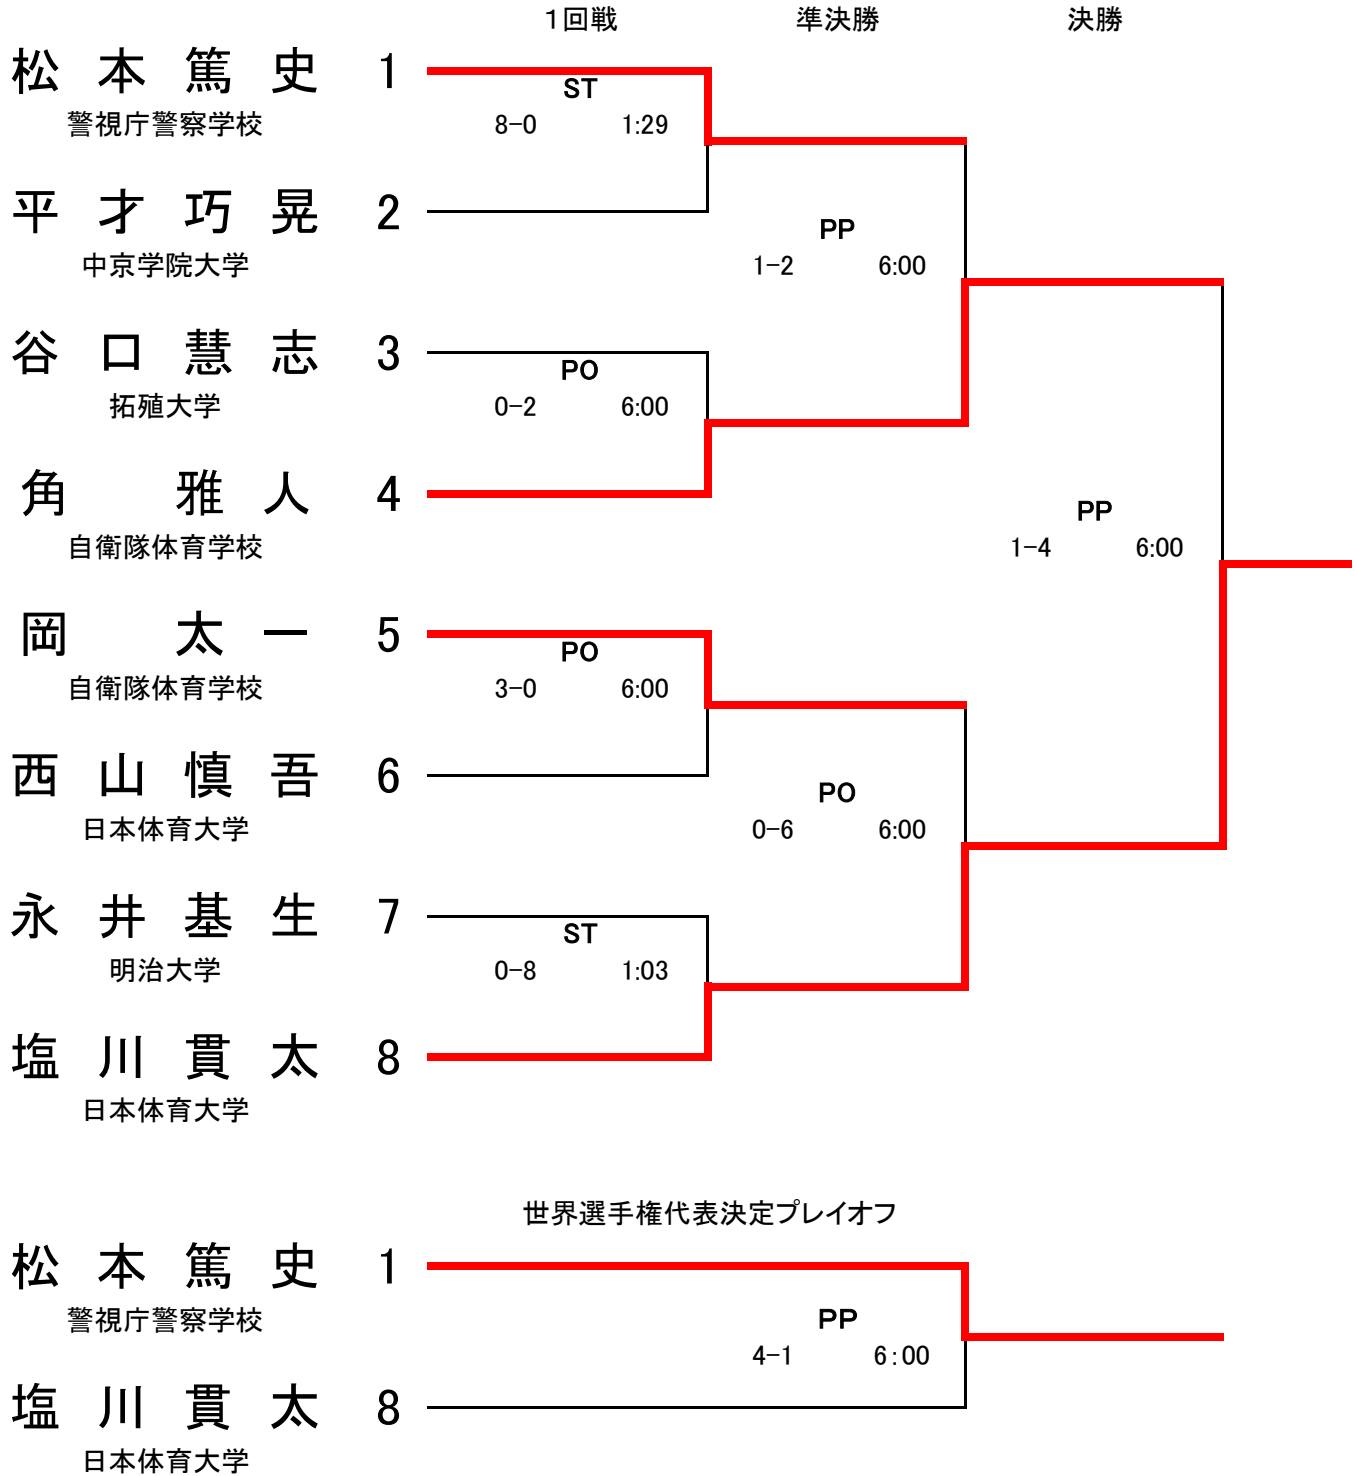 １回戦 準決勝 決勝
松本篤史 1
ST
警視庁警察学校
8-0 1:29
平才巧晃 2
PP
中京学院大学
1-2 6:00
谷口慧志 3
PO
拓殖大学
0-2 6:00
角 雅人 4
PP
自衛隊体育学校
1-4 6:00
岡 太一 5
PO
自衛隊体育学校
3-0 6:00
西山慎吾 6
PO
日本体育大学
0-6 6:00
永井基生 7
ST
明治大学
0-8 1:03
塩川貫太 8
日本体育大学
世界選手権代表決定プレイオフ
松本篤史 1
警視庁警察学校
PP
4-1 6:00
塩川貫太 8
日本体育大学